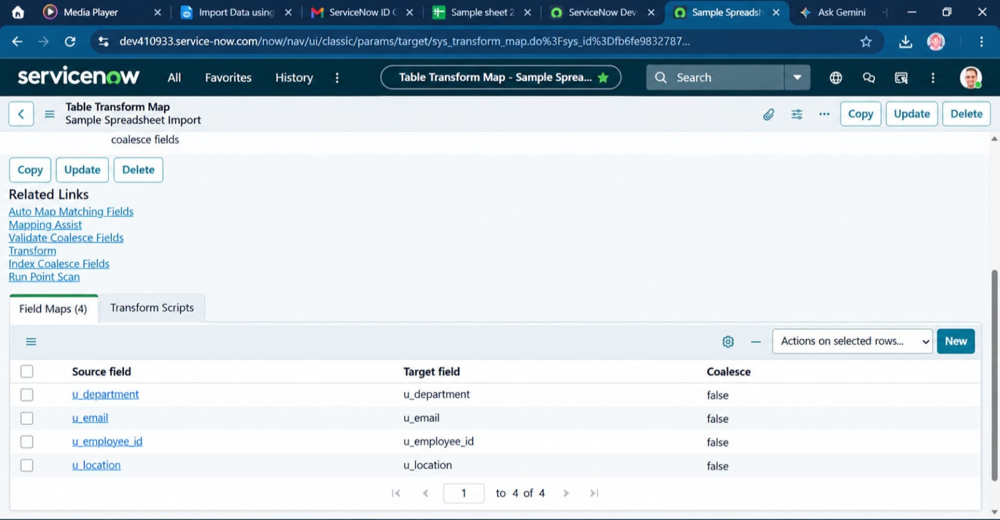 Media Player
Import Data using
ServiceNow ID C
Sample sheet 2
ServiceNow Dev
Sample Spreadsh
Ask Gemini
dev410933.service-now.com/now/nav/ui/classic/params/target/sys_transform_map.do%3Fsys_id%3Dfb6fe9832787...
servicenow
All
Favorites
History
Table Transform Map - Sample Sprea...
Search
Table Transform Map
Sample Spreadsheet Import
Copy
Update
Delete
coalesce fields
Copy
Update
Delete
Related Links
Auto Map Matching Fields
Mapping Assist
Validate Coalesce Fields
Transform
Index Coalesce Fields
Run Point Scan
Field Maps (4)
Transform Scripts
Actions on selected rows...
New
Source field Target field Coalesce
u_department u_department false
u_email u_email false
u_employee_id u_employee_id false
u_location u_location false
1 to 4 of 4